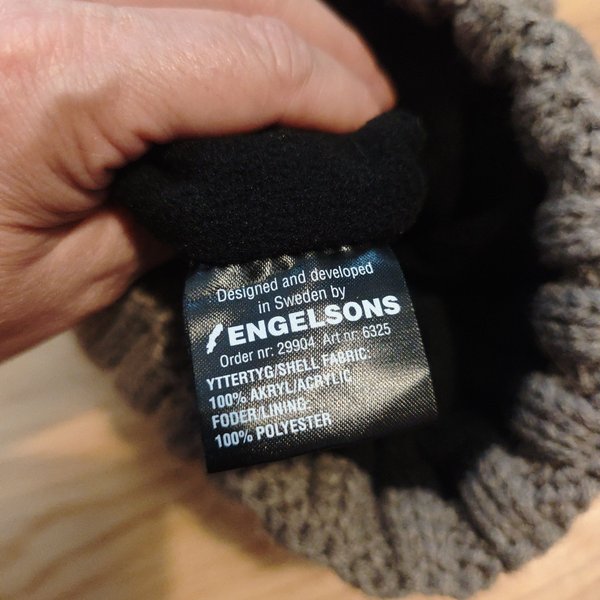 Designed and developed
in Sweden by
ENGELSONS
Order nr: 29904 Art nr: 6325
YTTERTYG/SHELL FABRIC:
100% AKRYL/ACRYLIC
FODER/LINING:
100% POLYESTER